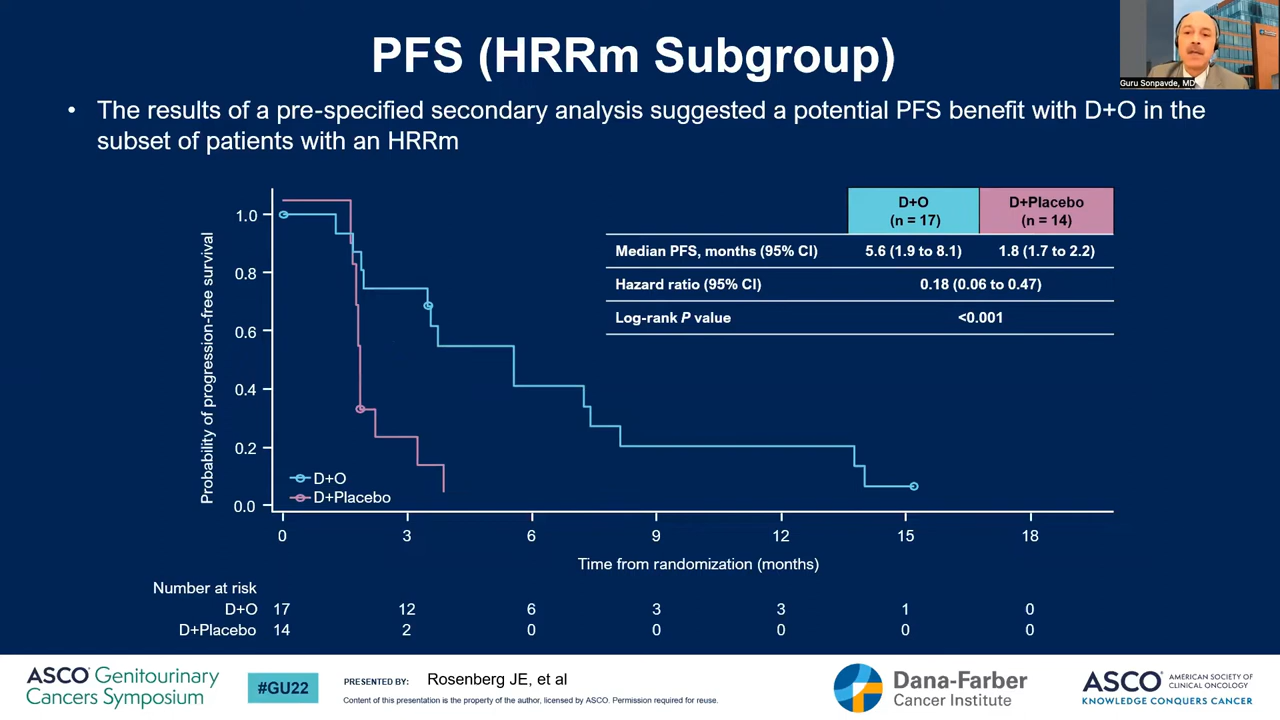 PFS (HRRm Subgroup)
Guru Sonpavde, MD
• The results of a pre-specified secondary analysis suggested a potential PFS benefit with D+O in the
subset of patients with an HRRm
D+O
(n = 17)
D+Placebo
(n = 14)
Median PFS, months (95% CI) 5.6 (1.9 to 8.1) 1.8 (1.7 to 2.2)
Hazard ratio (95% CI) 0.18 (0.06 to 0.47)
Log-rank P value <0.001
Probability of progression-free survival
1.0
0.8
0.6
0.4
0.2
0.0
D+O
D+Placebo
0 3 6 9 12 15 18
Time from randomization (months)
Number at risk
D+O 17 12 6 3 3 1 0
D+Placebo 14 2 0 0 0 0 0
ASCO Genitourinary
Cancers Symposium
#GU22
PRESENTED BY: Rosenberg JE, et al
Content of this presentation is the property of the author, licensed by ASCO. Permission required for reuse.
Dana-Farber
Cancer Institute
ASCO AMERICAN SOCIETY OF
CLINICAL ONCOLOGY
KNOWLEDGE CONQUERS CANCER